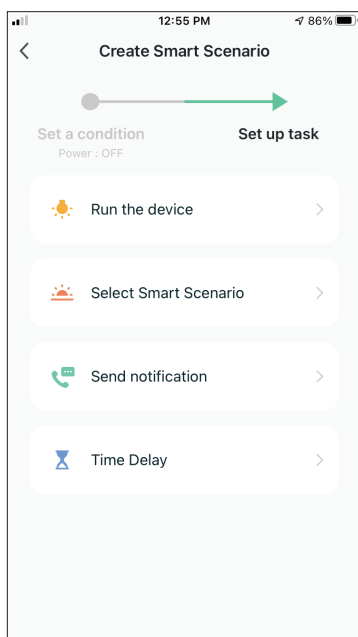 12:55 PM 86%
Create Smart Scenario
Set a condition Set up task
Power : OFF
Run the device
Select Smart Scenario
Send notification
Time Delay